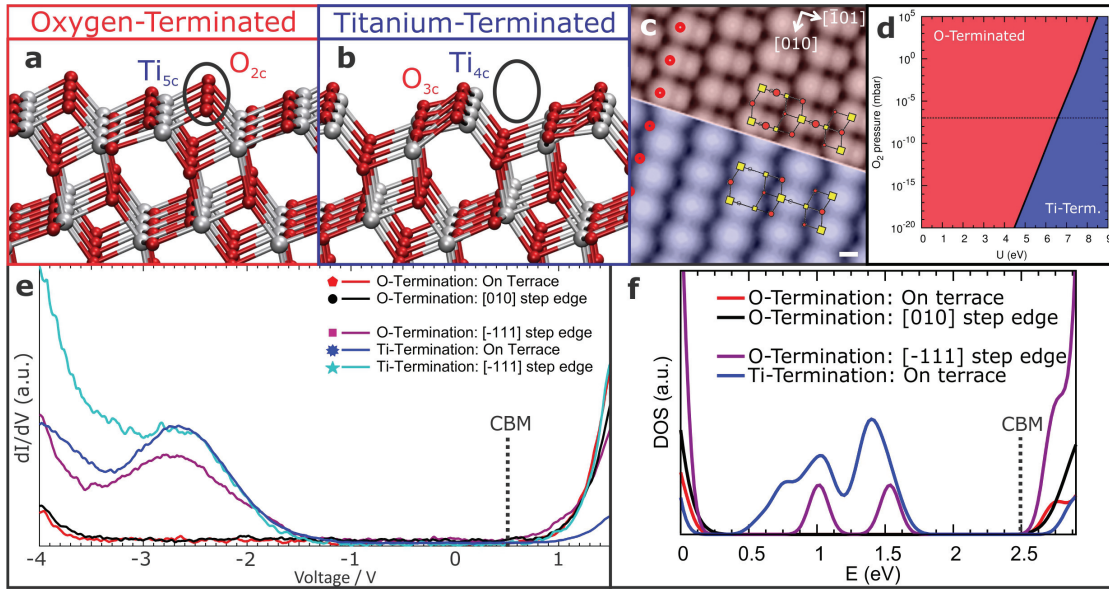 Oxygen-Terminated
Titanium-Terminated
a
Ti5c
O2c
b
O3c
Ti4c
c
[1̅01]
[010]
d
O-Terminated
Ti-Term.
O2 pressure (mbar)
10^5
10^0
10^-5
10^-10
10^-15
10^-20
0 1 2 3 4 5 6 7 8 9
U (eV)
e
O-Termination: On Terrace
O-Termination: [010] step edge
O-Termination: [-111] step edge
Ti-Termination: On Terrace
Ti-Termination: [-111] step edge
CBM
dI/dV (a.u.)
-4 -3 -2 -1 0 1
Voltage / V
f
O-Termination: On terrace
O-Termination: [010] step edge
O-Termination: [-111] step edge
Ti-Termination: On terrace
CBM
DOS (a.u.)
0 0.5 1 1.5 2 2.5
E (eV)